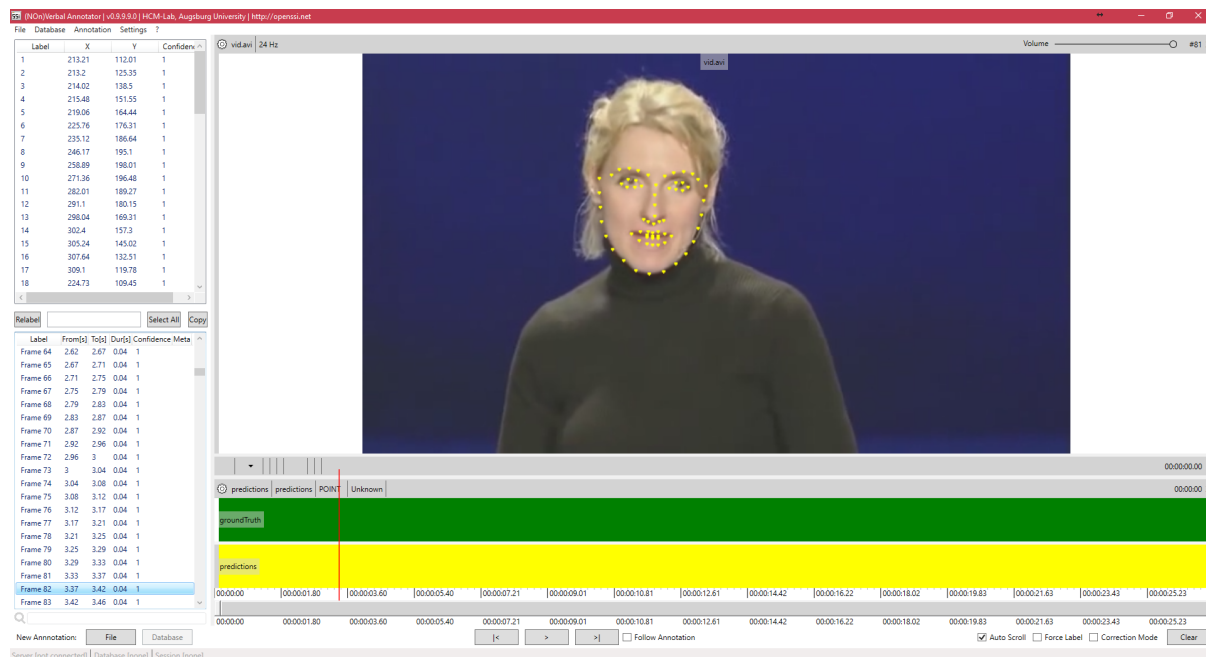 (NOn)Verbal Annotator | v0.9.9.9.0 | HCM-Lab, Augsburg University | http://openssi.net
File Database Annotation Settings ?
Label X Y Confiden
1 213.21 112.01 1
2 213.2 125.35 1
3 214.02 138.5 1
4 215.48 151.55 1
5 219.06 164.44 1
6 225.76 176.31 1
7 235.12 186.64 1
8 246.17 195.1 1
9 258.89 198.01 1
10 271.36 196.48 1
11 282.01 189.27 1
12 291.1 180.15 1
13 298.04 169.31 1
14 302.4 157.3 1
15 305.24 145.02 1
16 307.64 132.51 1
17 309.1 119.78 1
18 224.73 109.45 1
Relabel Select All Copy
Label From[s] To[s] Dur[s] Confidence Meta
Frame 64 2.62 2.67 0.04 1
Frame 65 2.67 2.71 0.04 1
Frame 66 2.71 2.75 0.04 1
Frame 67 2.75 2.79 0.04 1
Frame 68 2.79 2.83 0.04 1
Frame 69 2.83 2.87 0.04 1
Frame 70 2.87 2.92 0.04 1
Frame 71 2.92 2.96 0.04 1
Frame 72 2.96 3 0.04 1
Frame 73 3 3.04 0.04 1
Frame 74 3.04 3.08 0.04 1
Frame 75 3.08 3.12 0.04 1
Frame 76 3.12 3.17 0.04 1
Frame 77 3.17 3.21 0.04 1
Frame 78 3.21 3.25 0.04 1
Frame 79 3.25 3.29 0.04 1
Frame 80 3.29 3.33 0.04 1
Frame 81 3.33 3.37 0.04 1
Frame 82 3.37 3.42 0.04 1
Frame 83 3.42 3.46 0.04 1
New Annnotation: File Database
Server [not connected] Database [none] Session [none]
vid.avi 24 Hz Volume #81
vid.avi
00:00:00.00
predictions predictions POINT Unknown 00:00:00
groundTruth
predictions
00:00:00 00:00:01.80 00:00:03.60 00:00:05.40 00:00:07.21 00:00:09.01 00:00:10.81 00:00:12.61 00:00:14.42 00:00:16.22 00:00:18.02 00:00:19.83 00:00:21.63 00:00:23.43 00:00:25.23
00:00:00 00:00:01.80 00:00:03.60 00:00:05.40 00:00:07.21 00:00:09.01 00:00:10.81 00:00:12.61 00:00:14.42 00:00:16.22 00:00:18.02 00:00:19.83 00:00:21.63 00:00:23.43 00:00:25.23
|< > >| Follow Annotation Auto Scroll Force Label Correction Mode Clear